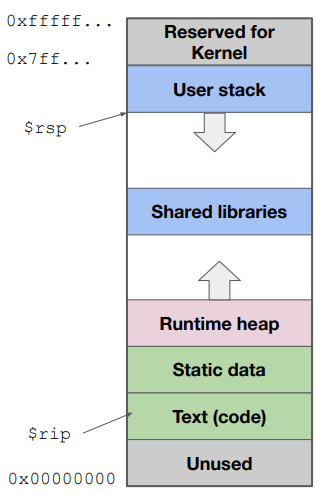 0xfffff...
Reserved for
Kernel
0x7ff...
User stack
$rsp
Shared libraries
Runtime heap
Static data
Text (code)
$rip
Unused
0x00000000